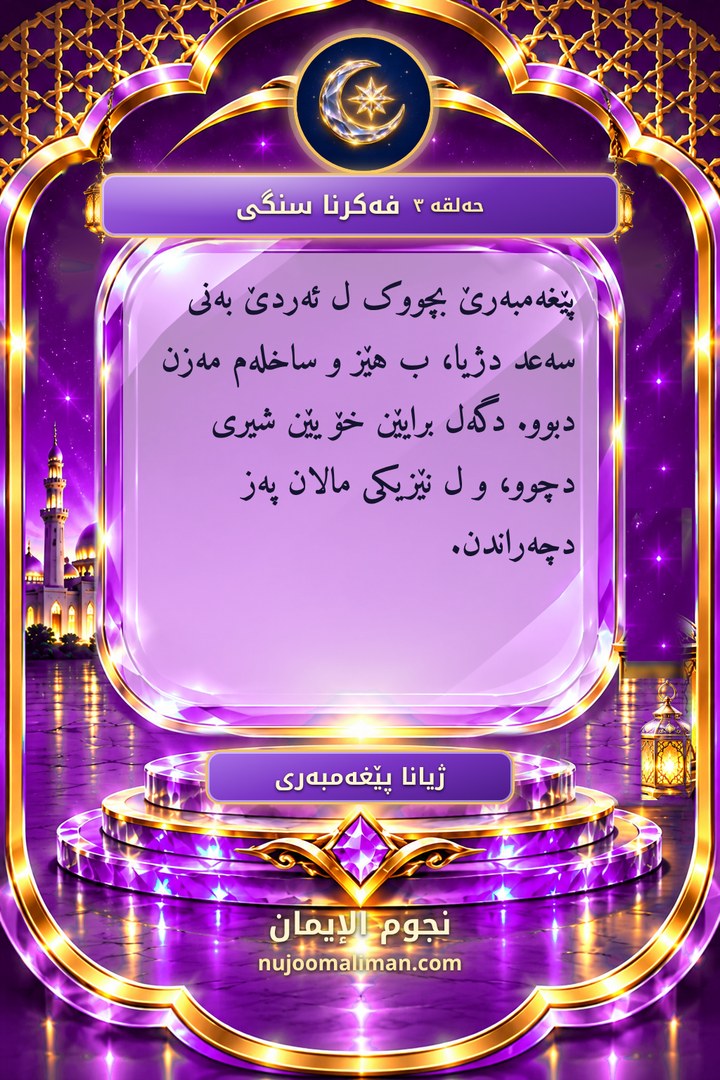 حەلقە ٣ فەکرنا سنگی
پێغەمبەرێ بچووک ل ئەردێ بەنی
سەعد دژیا، ب هێز و ساخلەم مەزن
دبوو. دگەل برایێن خۆ یێن شیری
دچوو، و ل نێزیکی مالان پەز
دچەراندن.
ژیانا پێغەمبەری
نجوم الإيمان
nujoomaliman.com